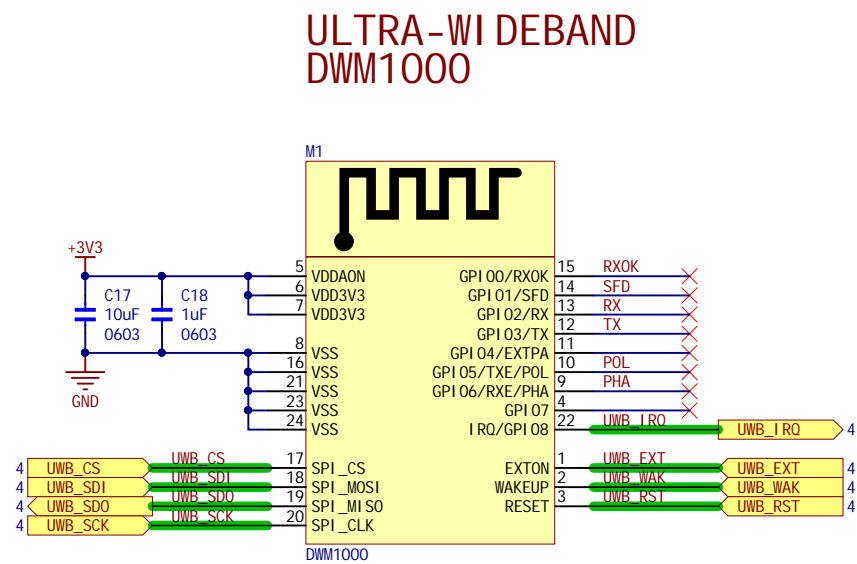 ULTRA-WIDEBAND
DWM1000
M1
+3V3
C17
10uF
0603
C18
1uF
0603
GND
5 VDDAON
6 VDD3V3
7 VDD3V3
8 VSS
16 VSS
21 VSS
23 VSS
24 VSS
4 UWB_CS UWB_CS 17 SPI_CS
4 UWB_SDI UWB_SDI 18 SPI_MOSI
4 UWB_SDO UWB_SDO 19 SPI_MISO
4 UWB_SCK UWB_SCK 20 SPI_CLK
GPIO0/RXOK 15 RXOK
GPIO1/SFD 14 SFD
GPIO2/RX 13 RX
GPIO3/TX 12 TX
GPIO4/EXTPA 11
GPIO5/TXE/POL 10 POL
GPIO6/RXE/PHA 9 PHA
GPIO7 4
IRQ/GPIO8 22 UWB_IRQ UWB_IRQ 4
EXTON 1 UWB_EXT UWB_EXT 4
WAKEUP 2 UWB_WAK UWB_WAK 4
RESET 3 UWB_RST UWB_RST 4
DWM1000